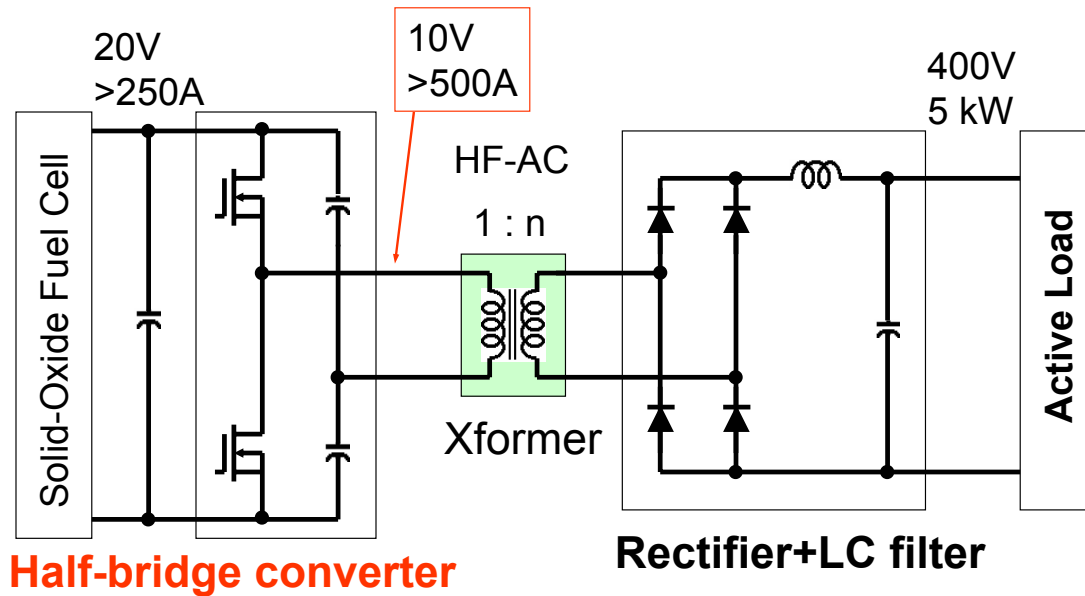 20V
>250A
10V
>500A
400V
5 kW
HF-AC
1 : n
Solid-Oxide Fuel Cell
Active Load
Xformer
Half-bridge converter
Rectifier+LC filter